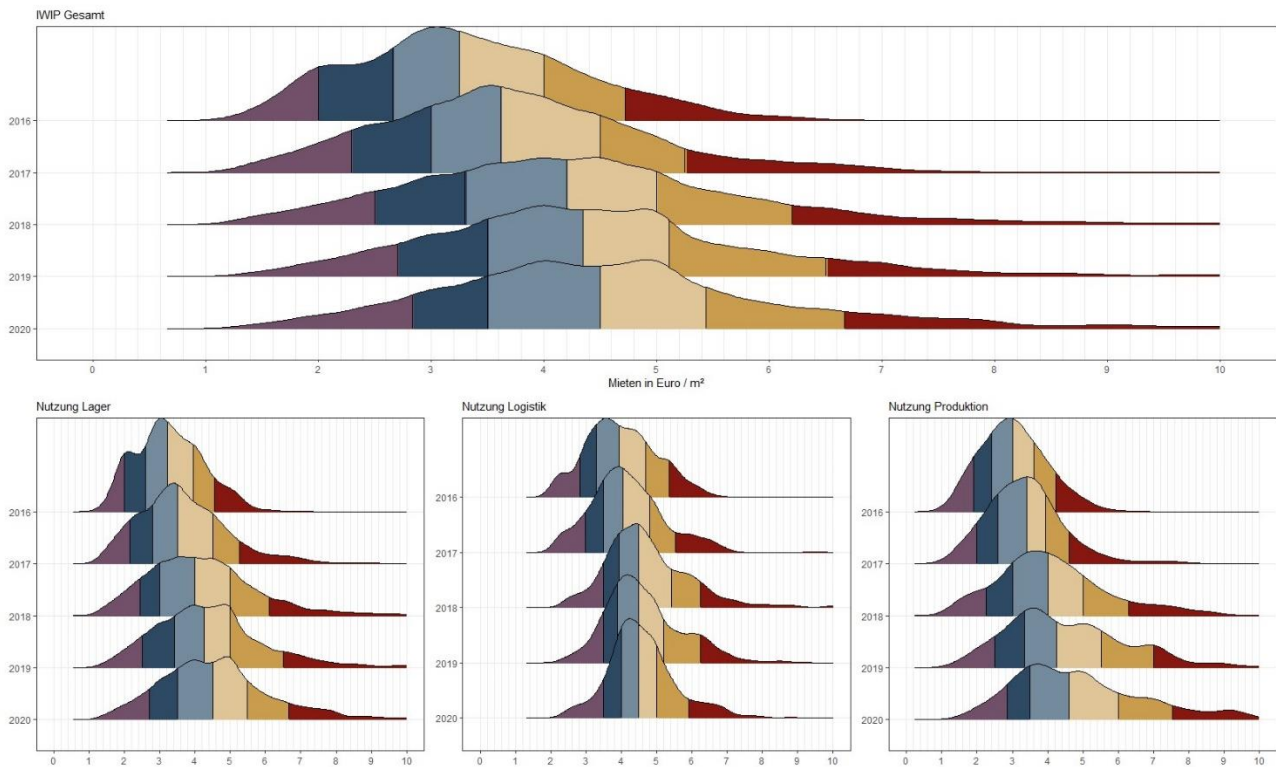 IWIP Gesamt
2016
2017
2018
2019
2020
0 1 2 3 4 5 6 7 8 9 10
Mieten in Euro / m²
Nutzung Lager
2016
2017
2018
2019
2020
0 1 2 3 4 5 6 7 8 9 10
Nutzung Logistik
2016
2017
2018
2019
2020
0 1 2 3 4 5 6 7 8 9 10
Nutzung Produktion
2016
2017
2018
2019
2020
0 1 2 3 4 5 6 7 8 9 10